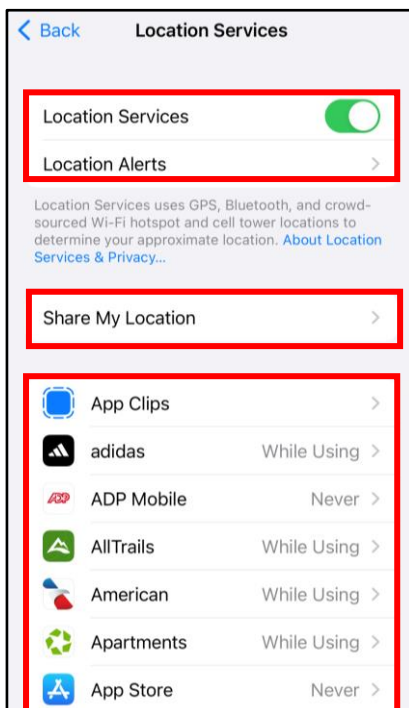 Back Location Services
Location Services
Location Alerts
Location Services uses GPS, Bluetooth, and crowd-
sourced Wi-Fi hotspot and cell tower locations to
determine your approximate location. About Location
Services & Privacy...
Share My Location
App Clips
adidas While Using
ADP ADP Mobile Never
AllTrails While Using
American While Using
Apartments While Using
App Store Never